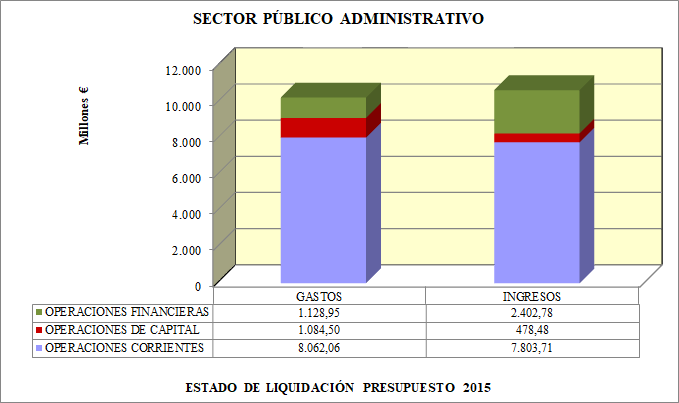 SECTOR PÚBLICO ADMINISTRATIVO
Millones €
12.000
10.000
8.000
6.000
4.000
2.000
0
GASTOS INGRESOS
OPERACIONES FINANCIERAS 1.128,95 2.402,78
OPERACIONES DE CAPITAL 1.084,50 478,48
OPERACIONES CORRIENTES 8.062,06 7.803,71
ESTADO DE LIQUIDACIÓN PRESUPUESTO 2015